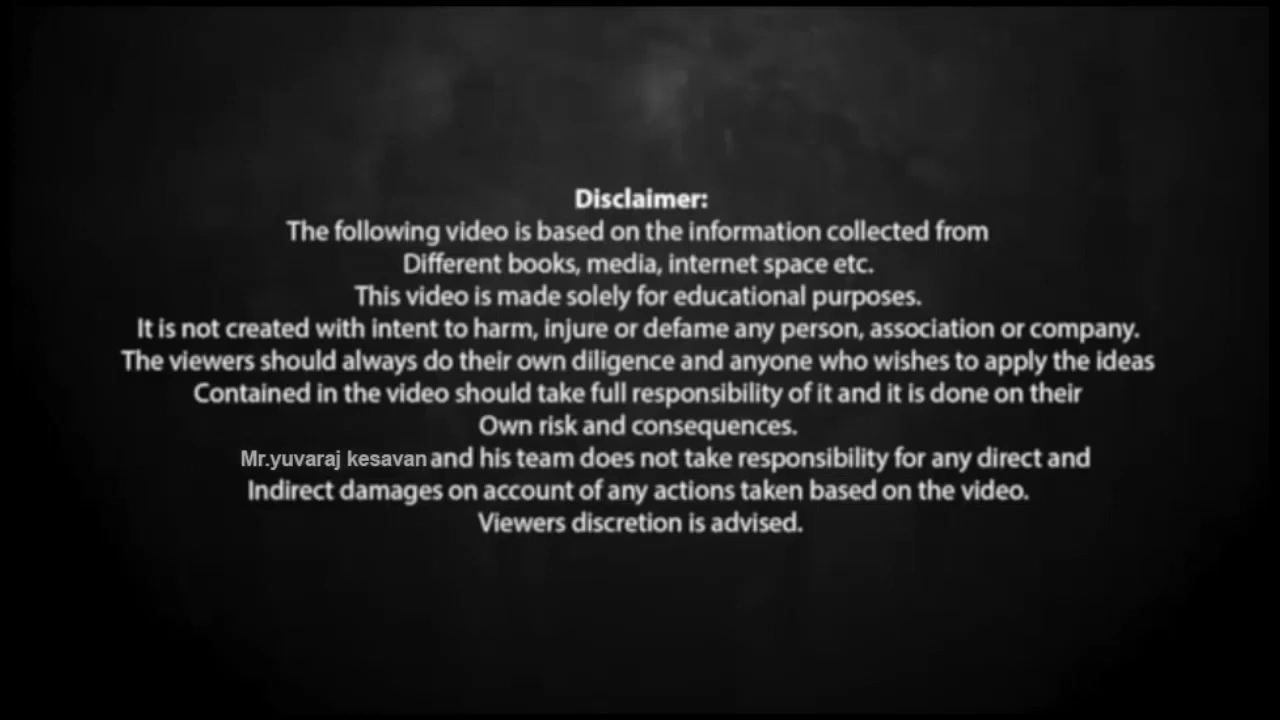 Disclaimer:
The following video is based on the information collected from
Different books, media, internet space etc.
This video is made solely for educational purposes.
It is not created with intent to harm, injure or defame any person, association or company.
The viewers should always do their own diligence and anyone who wishes to apply the ideas
Contained in the video should take full responsibility of it and it is done on their
Own risk and consequences.
Mr.yuvaraj kesavan and his team does not take responsibility for any direct and
Indirect damages on account of any actions taken based on the video.
Viewers discretion is advised.